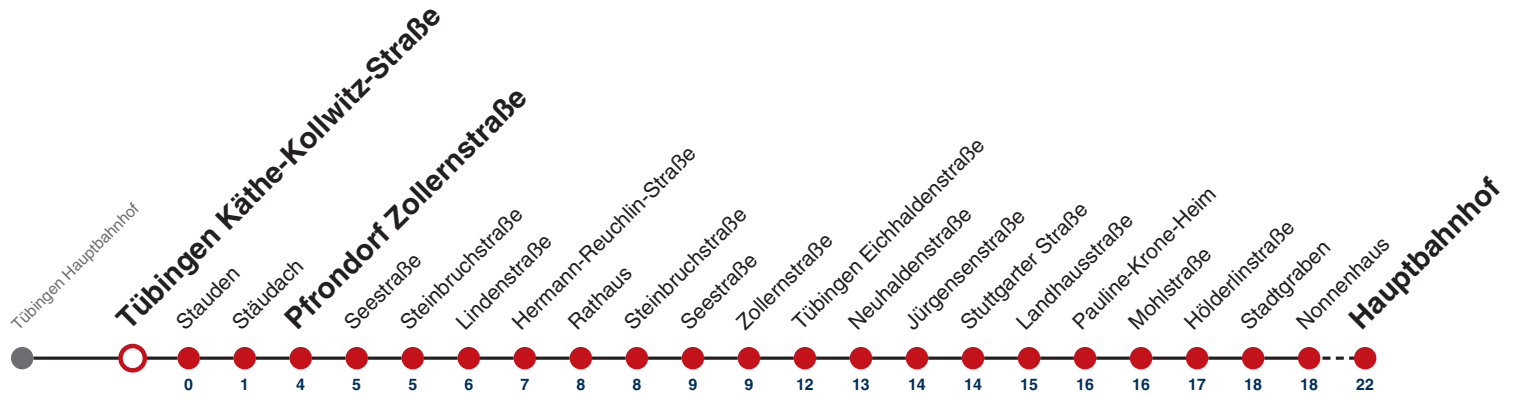 Tübingen Hauptbahnhof
Tübingen Käthe-Kollwitz-Straße
Stauden
Stäudach
Pfrondorf Zollernstraße
Seestraße
Steinbruchstraße
Lindenstraße
Hermann-Reuchlin-Straße
Rathaus
Steinbruchstraße
Seestraße
Zollernstraße
Tübingen Eichhaldenstraße
Neuhaldenstraße
Jürgensenstraße
Stuttgarter Straße
Landhausstraße
Pauline-Krone-Heim
Mohlstraße
Hölderlinstraße
Stadtgraben
Nonnenhaus
Hauptbahnhof
0 1 4 5 5 6 7 8 8 9 9 12 13 14 14 15 16 16 17 18 18 22